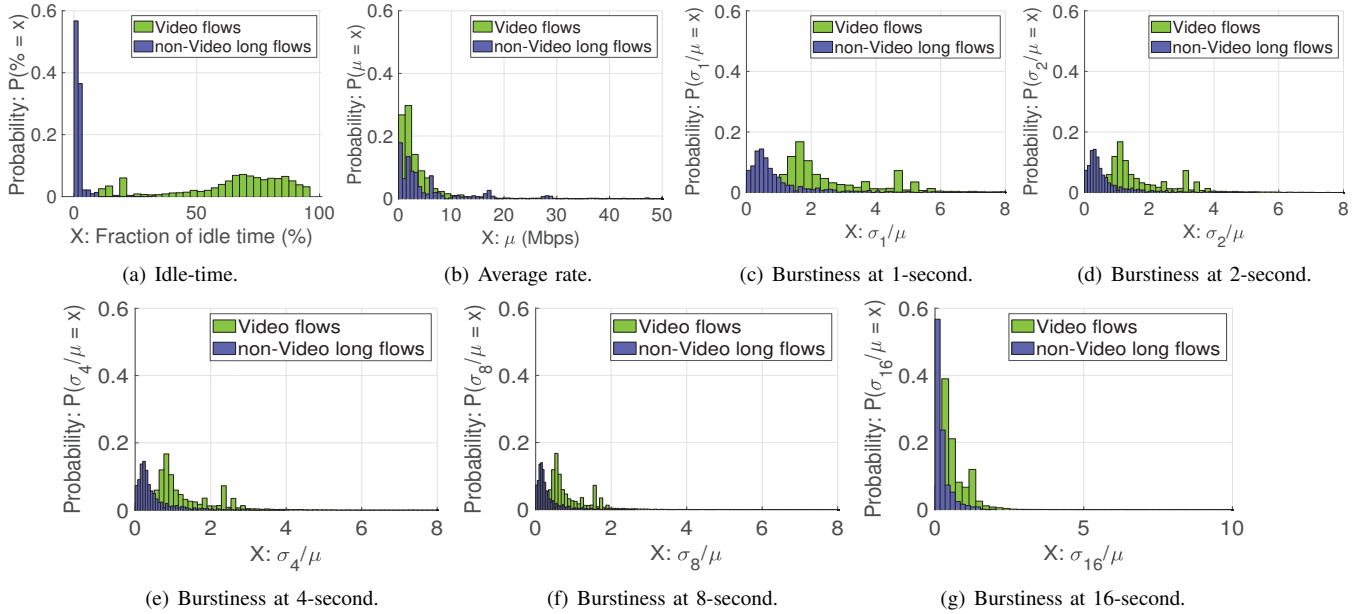 0.6
0.4
0.2
0
Probability: P(% = x)
Video flows
non-Video long flows
0 50 100
X: Fraction of idle time (%)
(a) Idle-time.
0.6
0.4
0.2
0
Probability: P(μ = x)
Video flows
non-Video long flows
0 10 20 30 40 50
X: μ (Mbps)
(b) Average rate.
0.6
0.4
0.2
0
Probability: P(σ₁/μ = x)
Video flows
non-Video long flows
0 2 4 6 8
X: σ₁/μ
(c) Burstiness at 1-second.
0.6
0.4
0.2
0
Probability: P(σ₂/μ = x)
Video flows
non-Video long flows
0 2 4 6 8
X: σ₂/μ
(d) Burstiness at 2-second.
0.6
0.4
0.2
0
Probability: P(σ₄/μ = x)
Video flows
non-Video long flows
0 2 4 6 8
X: σ₄/μ
(e) Burstiness at 4-second.
0.6
0.4
0.2
0
Probability: P(σ₈/μ = x)
Video flows
non-Video long flows
0 2 4 6 8
X: σ₈/μ
(f) Burstiness at 8-second.
0.6
0.4
0.2
0
Probability: P(σ₁₆/μ = x)
Video flows
non-Video long flows
0 5 10
X: σ₁₆/μ
(g) Burstiness at 16-second.